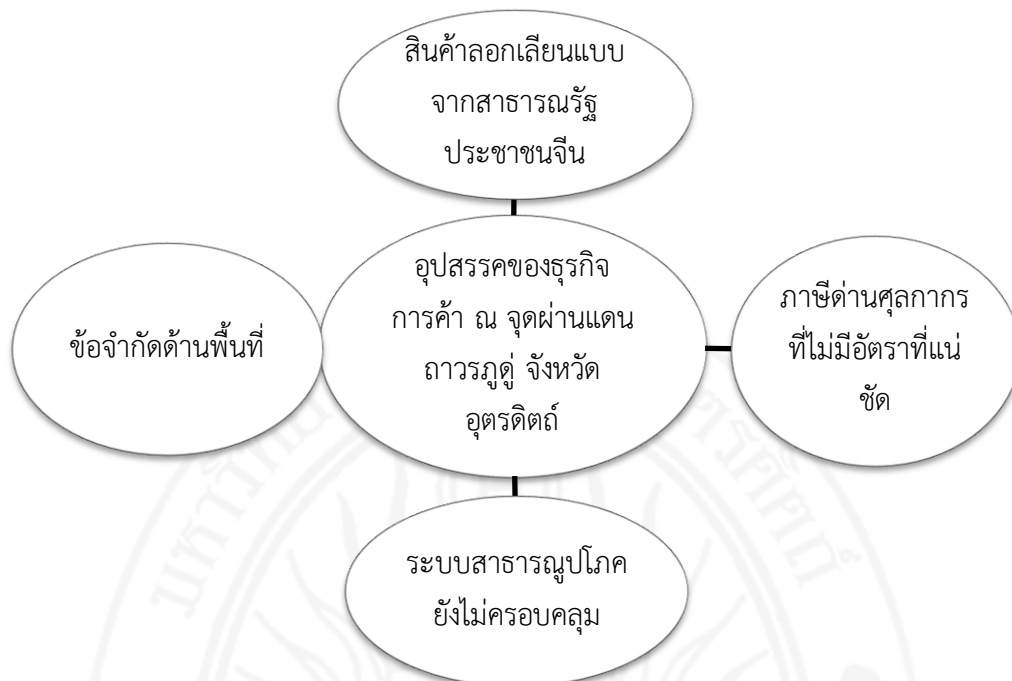 สินค้าลอกเลียนแบบ
จากสาธารณรัฐ
ประชาชนจีน
อุปสรรคของธุรกิจ
การค้า ณ จุดผ่านแดน
ถาวรภูดู่ จังหวัด
อุตรดิตถ์
ข้อจำกัดด้านพื้นที่
ภาษีด่านศุลกากร
ที่ไม่มีอัตราที่แน่
ชัด
ระบบสาธารณูปโภค
ยังไม่ครอบคลุม